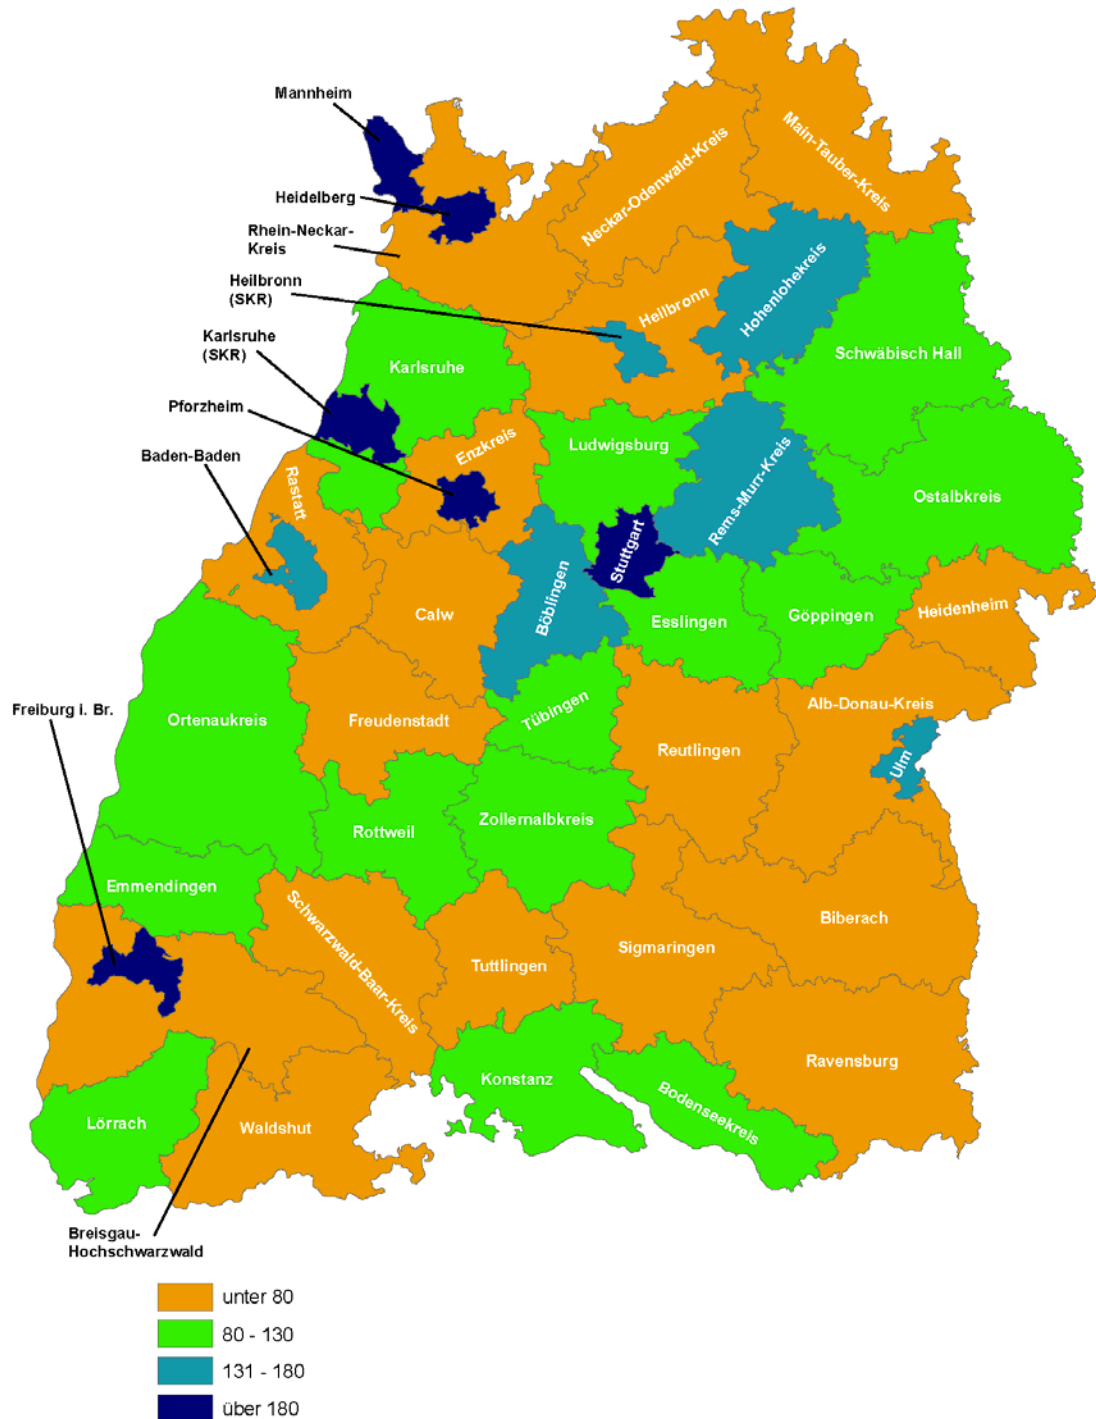 Mannheim
Heidelberg
Rhein-Neckar-
Kreis
Heilbronn
(SKR)
Karlsruhe
(SKR)
Pforzheim
Baden-Baden
Freiburg i. Br.
Neckar-Odenwald-Kreis
Main-Tauber-Kreis
Heilbronn
Hohenlohekreis
Schwäbisch Hall
Karlsruhe
Enzkreis
Ludwigsburg
Rems-Murr-Kreis
Ostalbkreis
Rastatt
Stuttgart
Calw
Böblingen
Esslingen
Göppingen
Heidenheim
Ortenaukreis
Freudenstadt
Tübingen
Reutlingen
Alb-Donau-Kreis
Ulm
Rottweil
Zollernalbkreis
Emmendingen
Schwarzwald-Baar-Kreis
Tuttlingen
Sigmaringen
Biberach
Ravensburg
Konstanz
Bodenseekreis
Lörrach
Waldshut
Breisgau-
Hochschwarzwald
unter 80
80 - 130
131 - 180
über 180